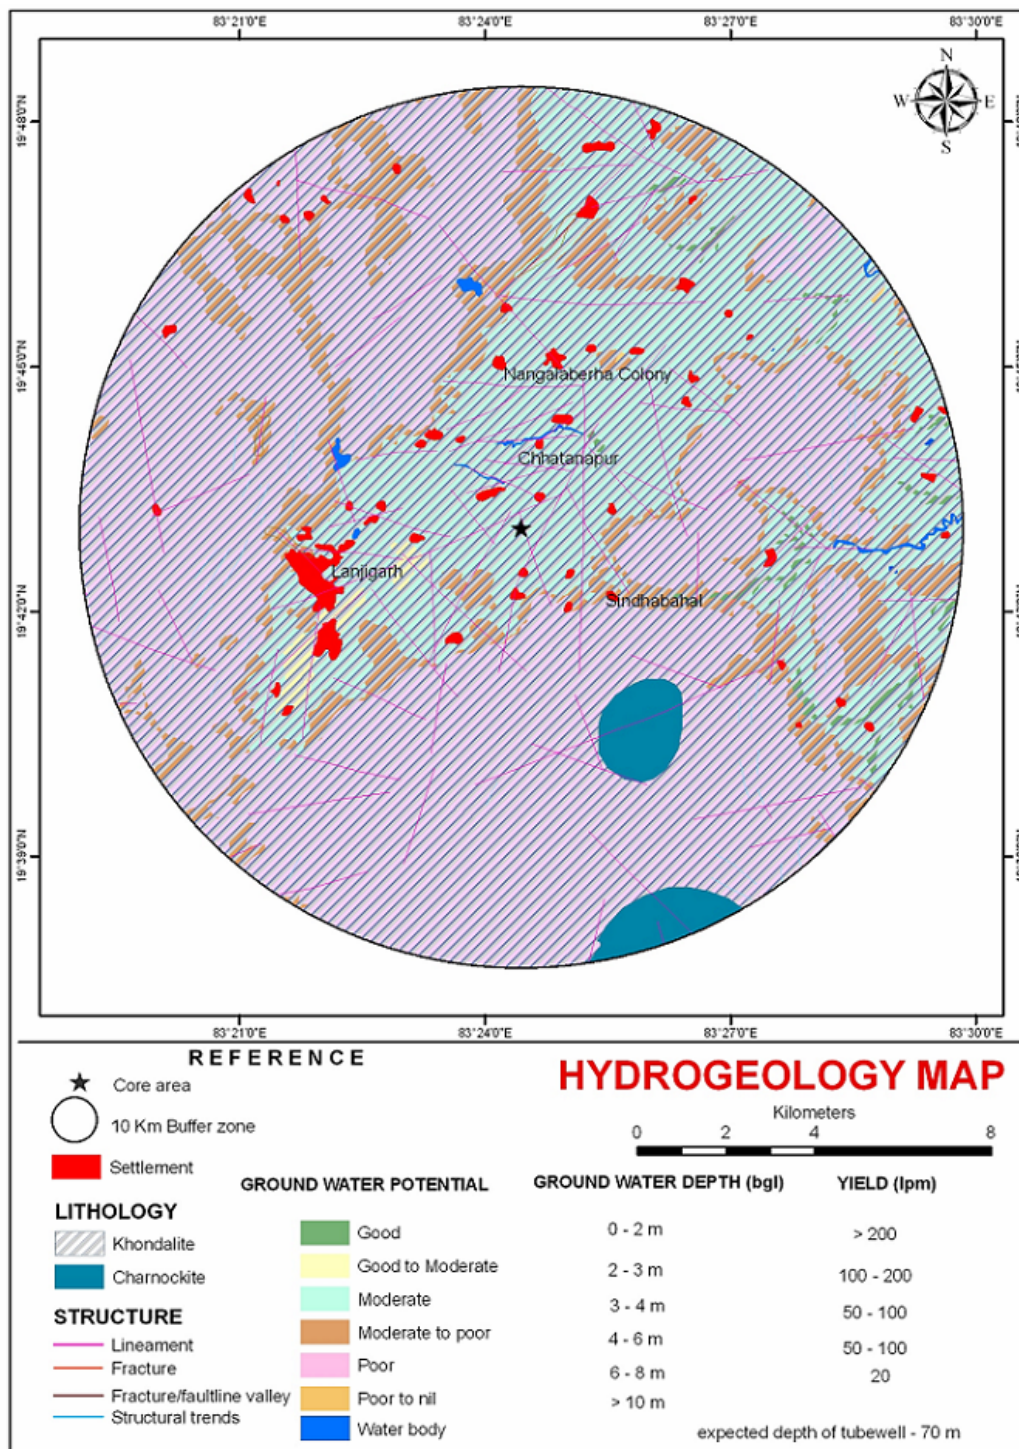 83°21'0"E 83°24'0"E 83°27'0"E 83°30'0"E
N
W E
S
19°48'0"N
19°45'0"N
Nangalaberha Colony
Chhatanapur
Lanjigarh
Sindhabahal
19°42'0"N
19°39'0"N
83°21'0"E 83°24'0"E 83°27'0"E 83°30'0"E
REFERENCE
Core area
10 Km Buffer zone
Settlement
LITHOLOGY
Khondalite
Charnockite
STRUCTURE
Lineament
Fracture
Fracture/faultline valley
Structural trends
HYDROGEOLOGY MAP
Kilometers
0 2 4 8
GROUND WATER POTENTIAL GROUND WATER DEPTH (bgl) YIELD (lpm)
Good 0 - 2 m > 200
Good to Moderate 2 - 3 m 100 - 200
Moderate 3 - 4 m 50 - 100
Moderate to poor 4 - 6 m 50 - 100
Poor 6 - 8 m 20
Poor to nil > 10 m
Water body
expected depth of tubewell - 70 m